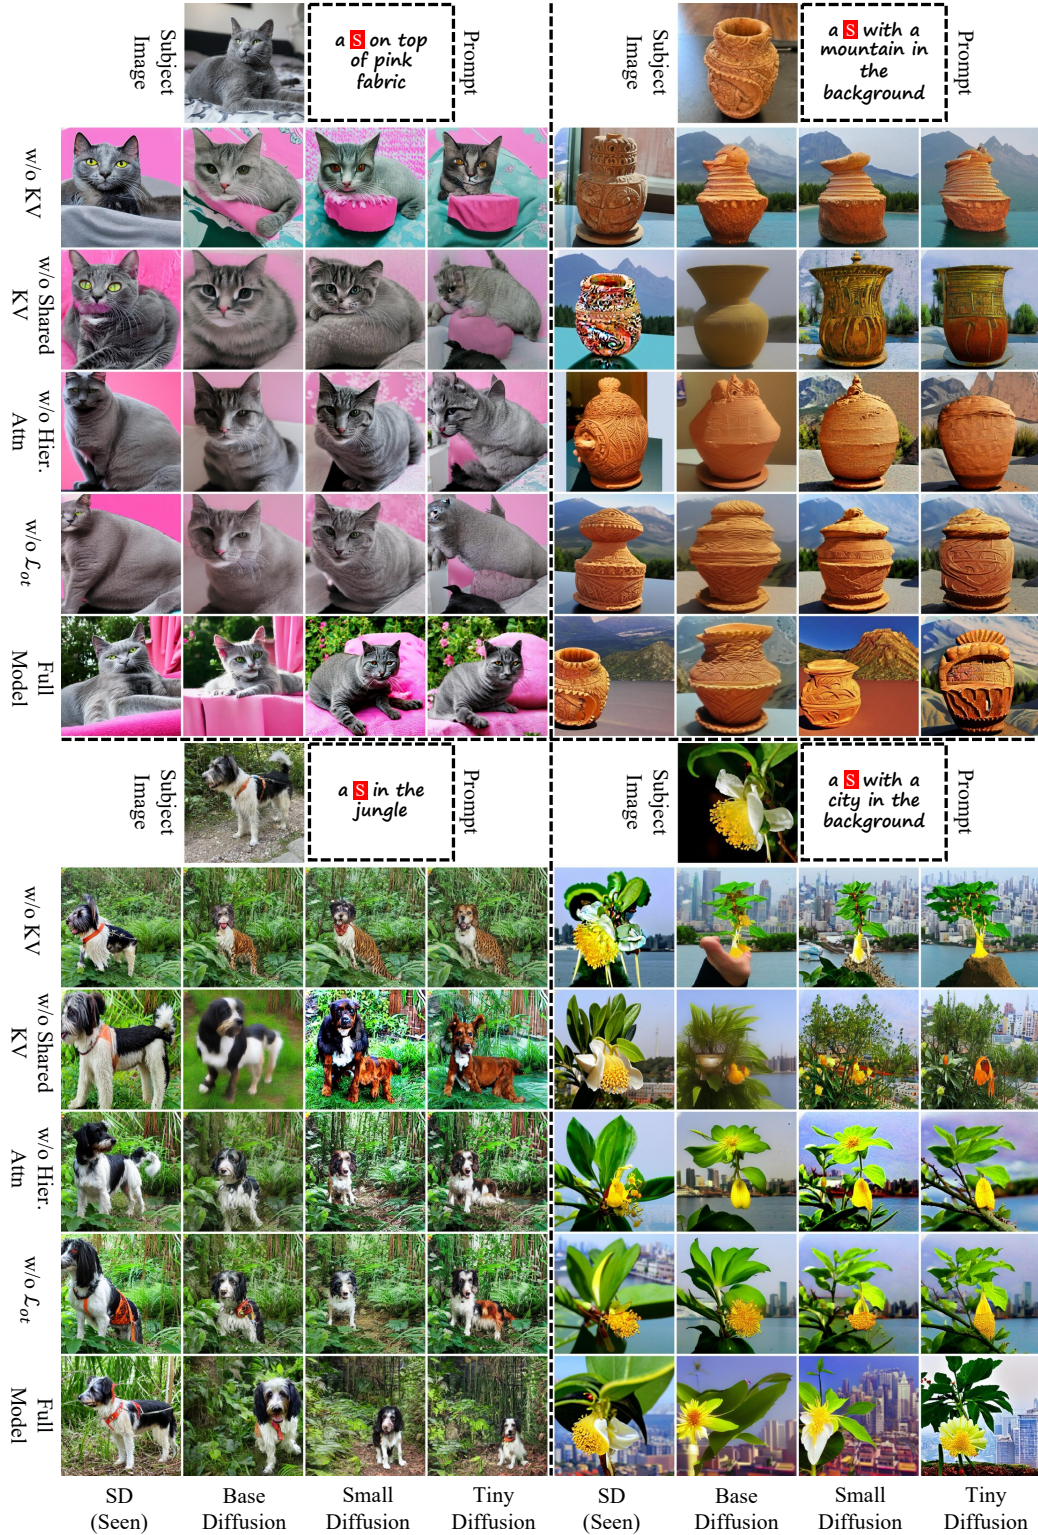 Subject
Image
a S on top
of pink
fabric
Prompt
Subject
Image
a S with a
mountain in
the
background
Prompt
w/o KV
w/o Shared
KV
w/o Hier.
Attn
w/o ℒot
Full
Model
Subject
Image
a S in the
jungle
Prompt
Subject
Image
a S with a
city in the
background
Prompt
w/o KV
w/o Shared
KV
w/o Hier.
Attn
w/o ℒot
Full
Model
SD
(Seen)
Base
Diffusion
Small
Diffusion
Tiny
Diffusion
SD
(Seen)
Base
Diffusion
Small
Diffusion
Tiny
Diffusion